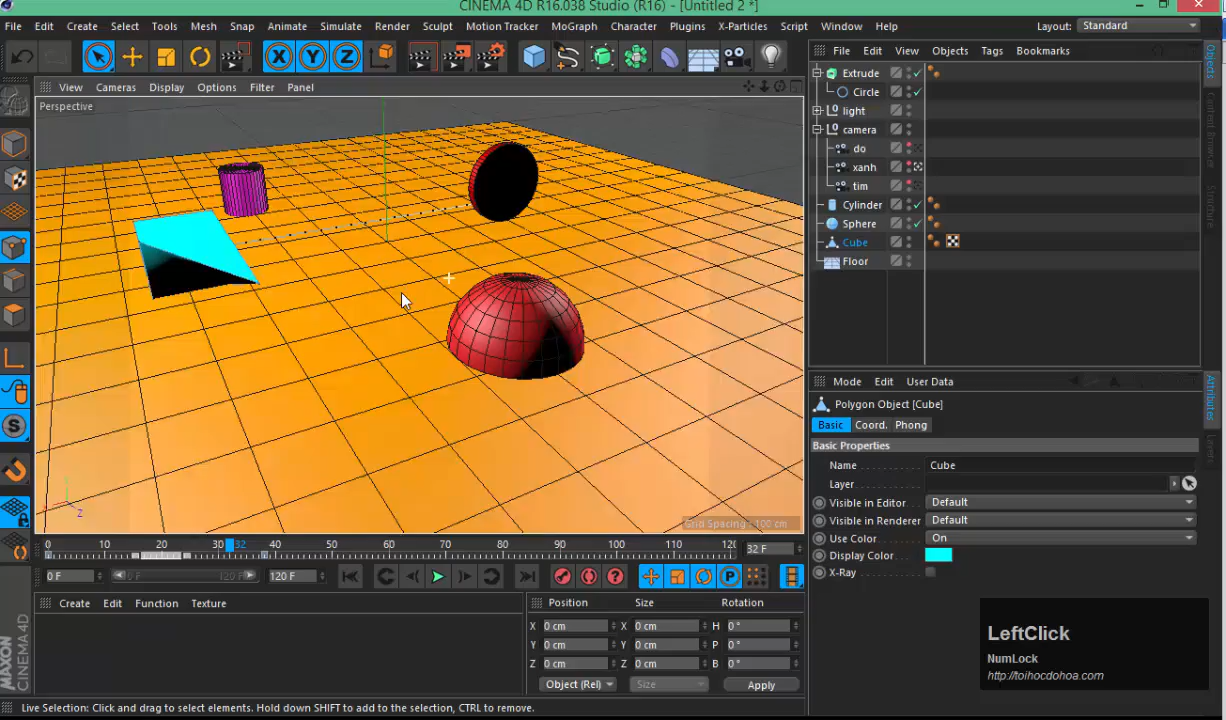 CINEMA 4D R16.038 Studio (R16) - [Untitled 2 *]
File Edit Create Select Tools Mesh Snap Animate Simulate Render Sculpt Motion Tracker MoGraph Character Plugins X-Particles Script Window Help Layout: Standard
File Edit View Objects Tags Bookmarks
View Cameras Display Options Filter Panel
Perspective
Extrude
Circle
light
camera
do
xanh
tim
Cylinder
Sphere
Cube
Floor
Objects
Content Browser
Structure
Mode Edit User Data
Polygon Object [Cube]
Basic Coord. Phong
Basic Properties
Name Cube
Layer
Visible in Editor Default
Visible in Renderer Default
Use Color On
Display Color
X-Ray
Attributes
Layers
Grid Spacing : 100 cm
Z
0 10 20 30 32 40 50 60 70 80 90 100 110 120 32 F
0 F 0 F 120 F 120 F
Create Edit Function Texture
Position Size Rotation
X 0 cm X 0 cm H 0 °
Y 0 cm Y 0 cm P 0 °
Z 0 cm Z 0 cm B 0 °
Object (Rel) Size Apply
MAXON
CINEMA 4D
LeftClick
NumLock
http://toihocdohoa.com
Live Selection: Click and drag to select elements. Hold down SHIFT to add to the selection, CTRL to remove.